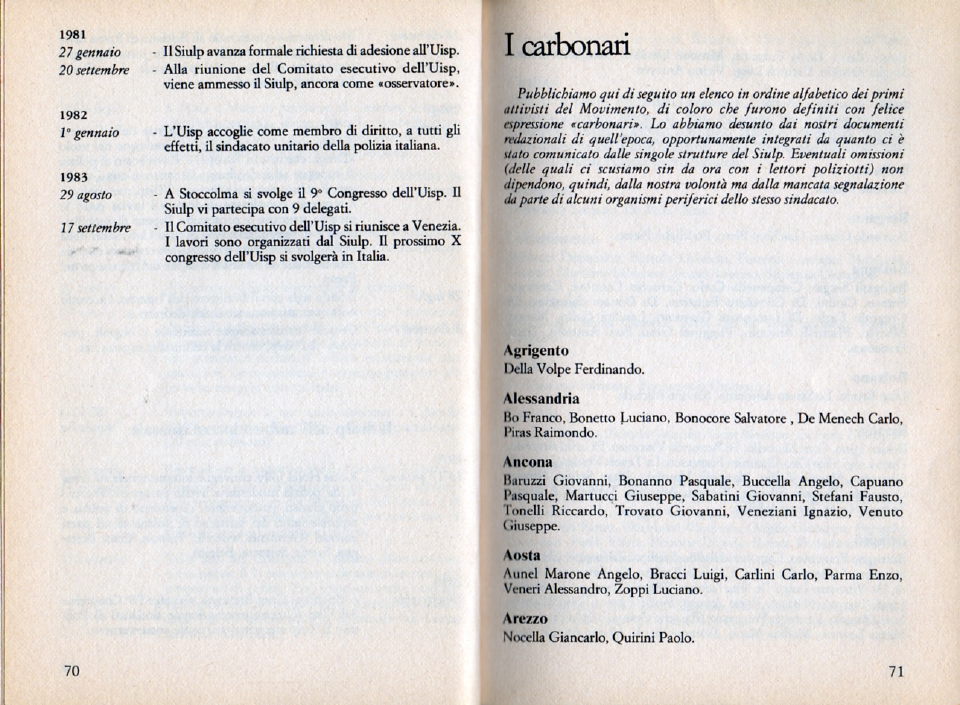 1981
27 gennaio - Il Siulp avanza formale richiesta di adesione all'Uisp.
20 settembre - Alla riunione del Comitato esecutivo dell'Uisp,
viene ammesso il Siulp, ancora come «osservatore».
1982
1º gennaio - L'Uisp accoglie come membro di diritto, a tutti gli
effetti, il sindacato unitario della polizia italiana.
1983
29 agosto - A Stoccolma si svolge il 9º Congresso dell'Uisp. Il
Siulp vi partecipa con 9 delegati.
17 settembre - Il Comitato esecutivo dell'Uisp si riunisce a Venezia.
I lavori sono organizzati dal Siulp. Il prossimo X
congresso dell'Uisp si svolgerà in Italia.
70
I carbonari
Pubblichiamo qui di seguito un elenco in ordine alfabetico dei primi
attivisti del Movimento, di coloro che furono definiti con felice
espressione «carbonari». Lo abbiamo desunto dai nostri documenti
redazionali di quell'epoca, opportunamente integrati da quanto ci è
stato comunicato dalle singole strutture del Siulp. Eventuali omissioni
(delle quali ci scusiamo sin da ora con i lettori poliziotti) non
dipendono, quindi, dalla nostra volontà ma dalla mancata segnalazione
da parte di alcuni organismi periferici dello stesso sindacato.
Agrigento
Della Volpe Ferdinando.
Alessandria
Bo Franco, Bonetto Luciano, Bonocore Salvatore , De Menech Carlo,
Piras Raimondo.
Ancona
Baruzzi Giovanni, Bonanno Pasquale, Buccella Angelo, Capuano
Pasquale, Martucci Giuseppe, Sabatini Giovanni, Stefani Fausto,
Tonelli Riccardo, Trovato Giovanni, Veneziani Ignazio, Venuto
Giuseppe.
Aosta
Aunel Marone Angelo, Bracci Luigi, Carlini Carlo, Parma Enzo,
Veneri Alessandro, Zoppi Luciano.
Arezzo
Nocella Giancarlo, Quirini Paolo.
71